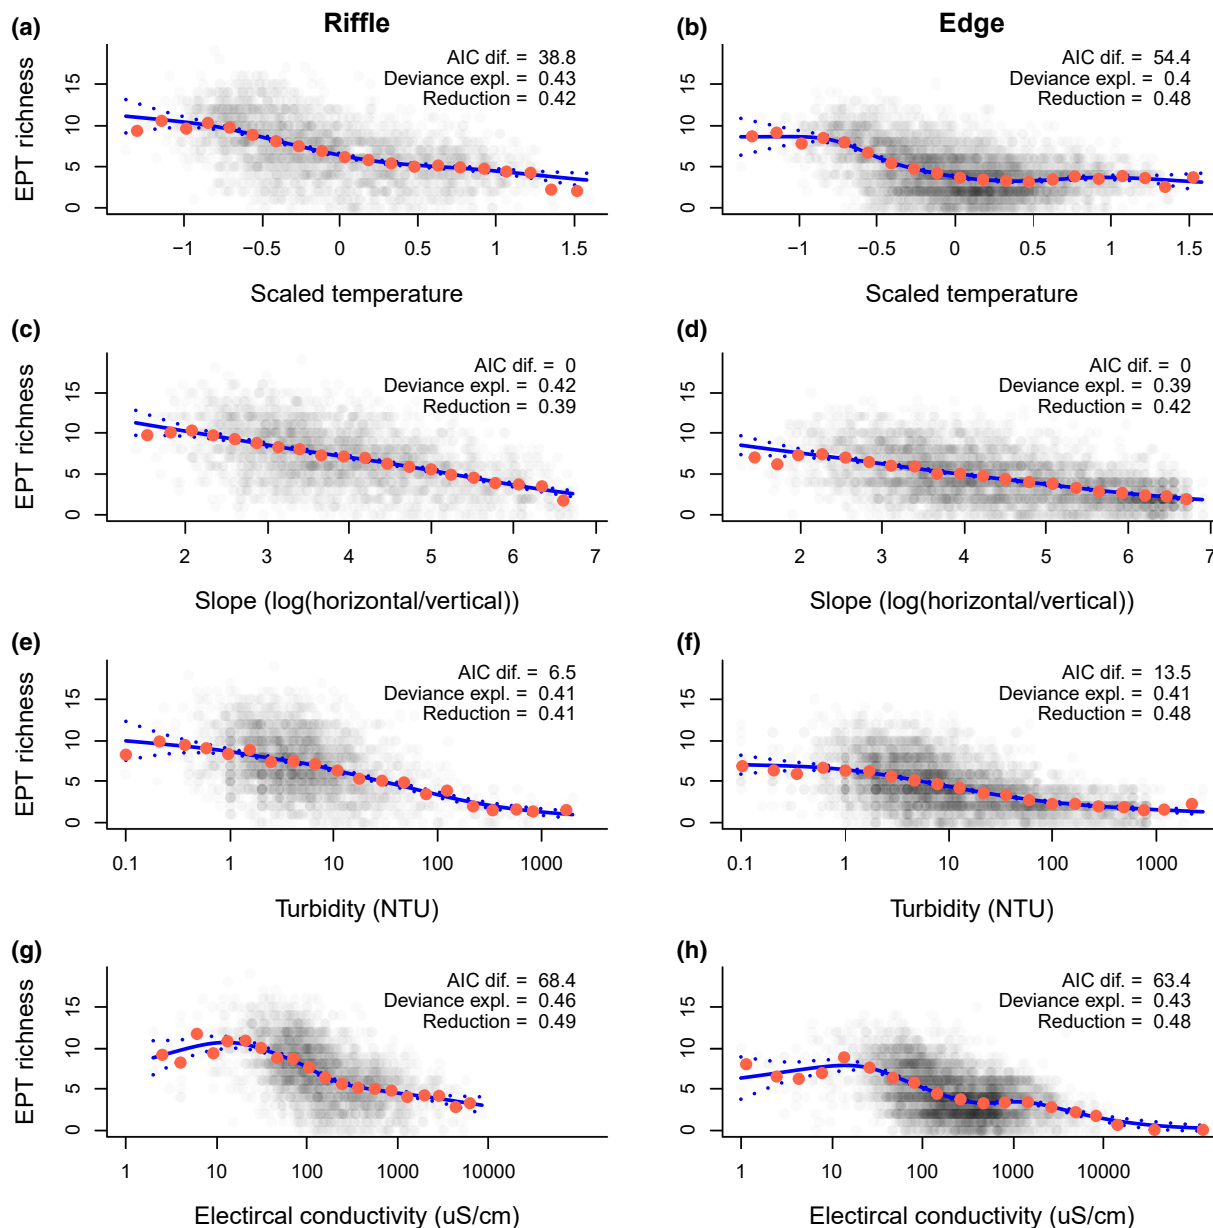 (a) Riffle (b) Edge
AIC dif. = 38.8
Deviance expl. = 0.43
Reduction = 0.42
EPT richness
0 5 10 15
−1 −0.5 0 0.5 1 1.5
Scaled temperature
AIC dif. = 54.4
Deviance expl. = 0.4
Reduction = 0.48
EPT richness
0 5 10 15
−1 −0.5 0 0.5 1 1.5
Scaled temperature
(c)
AIC dif. = 0
Deviance expl. = 0.42
Reduction = 0.39
EPT richness
0 5 10 15
2 3 4 5 6 7
Slope (log(horizontal/vertical))
(d)
AIC dif. = 0
Deviance expl. = 0.39
Reduction = 0.42
EPT richness
0 5 10 15
2 3 4 5 6 7
Slope (log(horizontal/vertical))
(e)
AIC dif. = 6.5
Deviance expl. = 0.41
Reduction = 0.41
EPT richness
0 5 10 15
0.1 1 10 100 1000
Turbidity (NTU)
(f)
AIC dif. = 13.5
Deviance expl. = 0.41
Reduction = 0.48
EPT richness
0 5 10 15
0.1 1 10 100 1000
Turbidity (NTU)
(g)
AIC dif. = 68.4
Deviance expl. = 0.46
Reduction = 0.49
EPT richness
0 5 10 15
1 10 100 1000 10000
Electircal conductivity (uS/cm)
(h)
AIC dif. = 63.4
Deviance expl. = 0.43
Reduction = 0.48
EPT richness
0 5 10 15
1 10 100 1000 10000
Electircal conductivity (uS/cm)